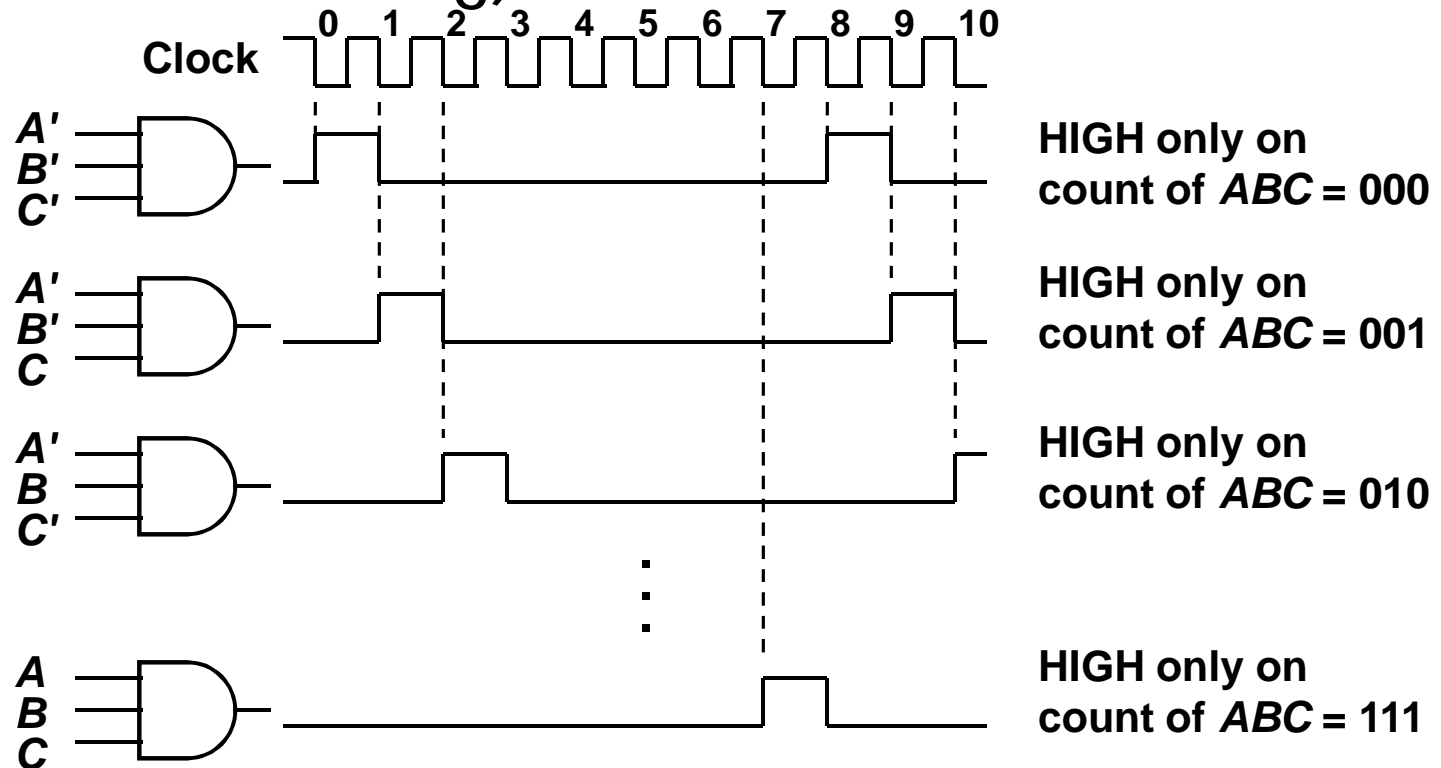 0 1 2 3 4 5 6 7 8 9 10
Clock
A'
B'
C'
HIGH only on
count of ABC = 000
A'
B'
C
HIGH only on
count of ABC = 001
A'
B
C'
HIGH only on
count of ABC = 010
A
B
C
HIGH only on
count of ABC = 111